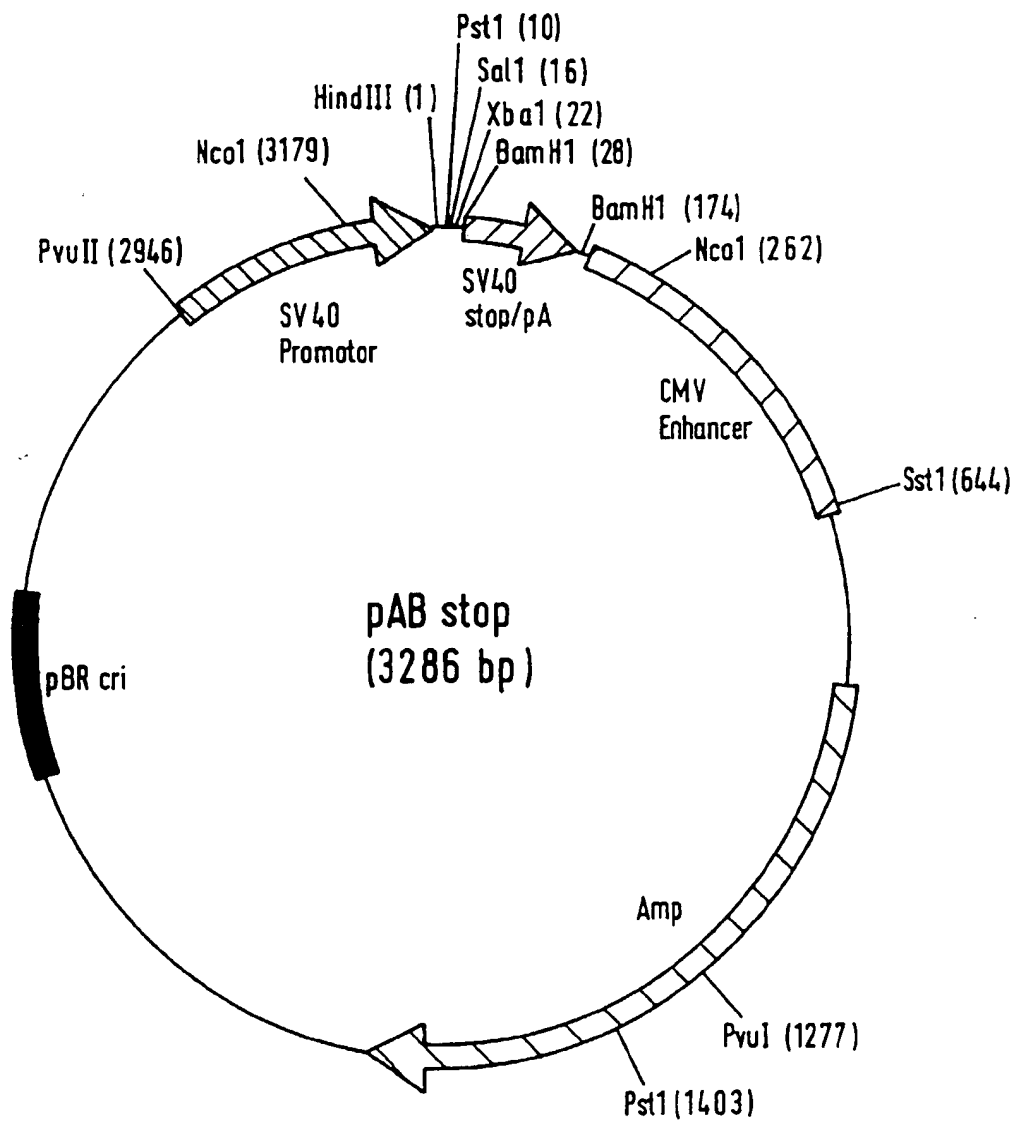 Pst1 (10)
Sal1 (16)
HindIII (1)
Xba1 (22)
Nco1 (3179)
BamH1 (28)
BamH1 (174)
PvuII (2946)
Nco1 (262)
SV40
stop/pA
SV40
Promotor
CMV
Enhancer
Sst1 (644)
pAB stop
(3286 bp)
pBR cri
Amp
PvuI (1277)
Pst1 (1403)